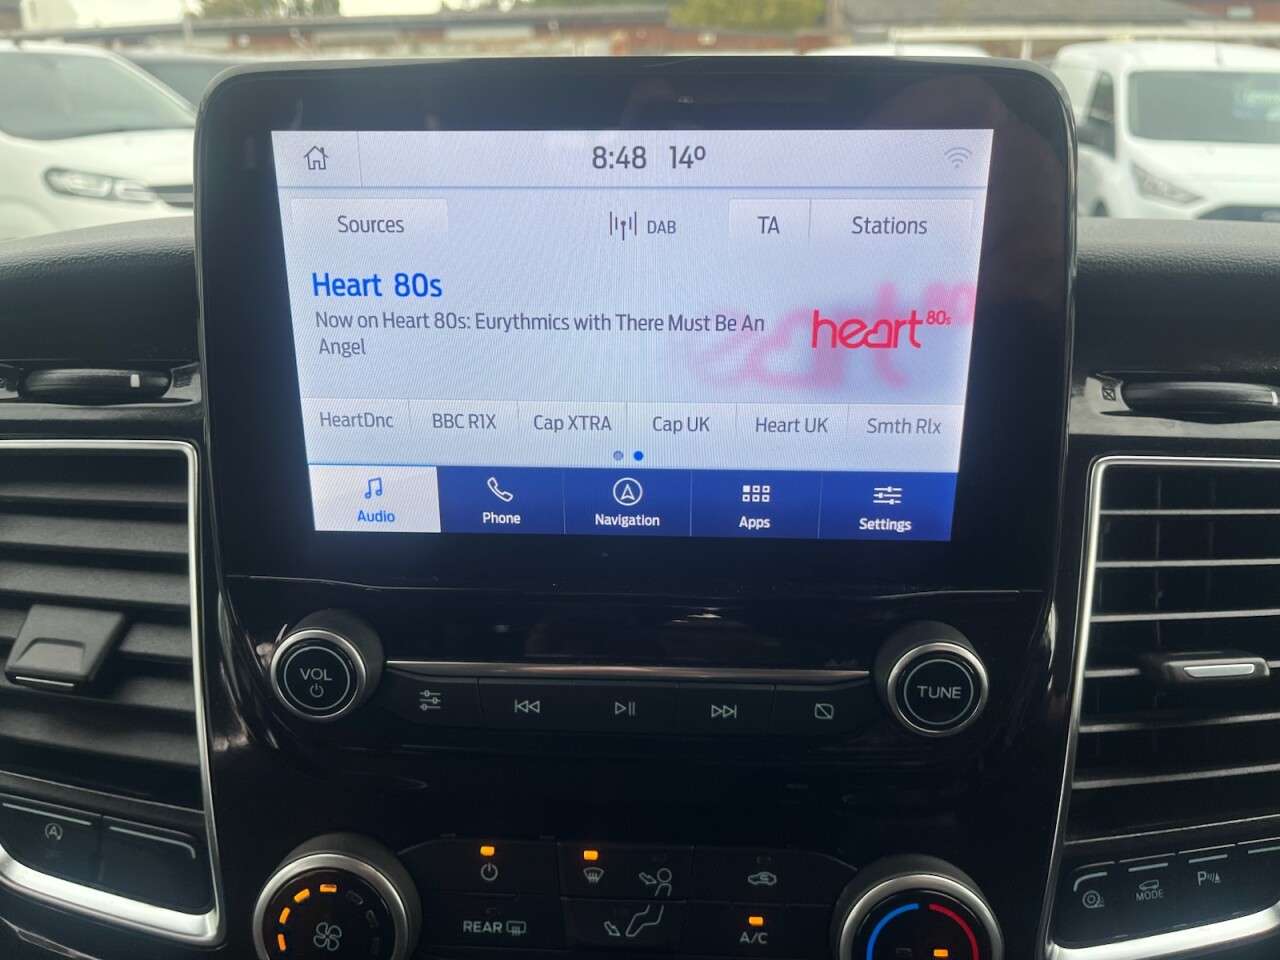 8:48 14º
Sources
DAB
TA
Stations
Heart 80s
Now on Heart 80s: Eurythmics with There Must Be An
Angel
heart 80s
HeartDnc
BBC R1X
Cap XTRA
Cap UK
Heart UK
Smth Rlx
Audio
Phone
Navigation
Apps
Settings
VOL
TUNE
REAR
A/C
MODE
P
A